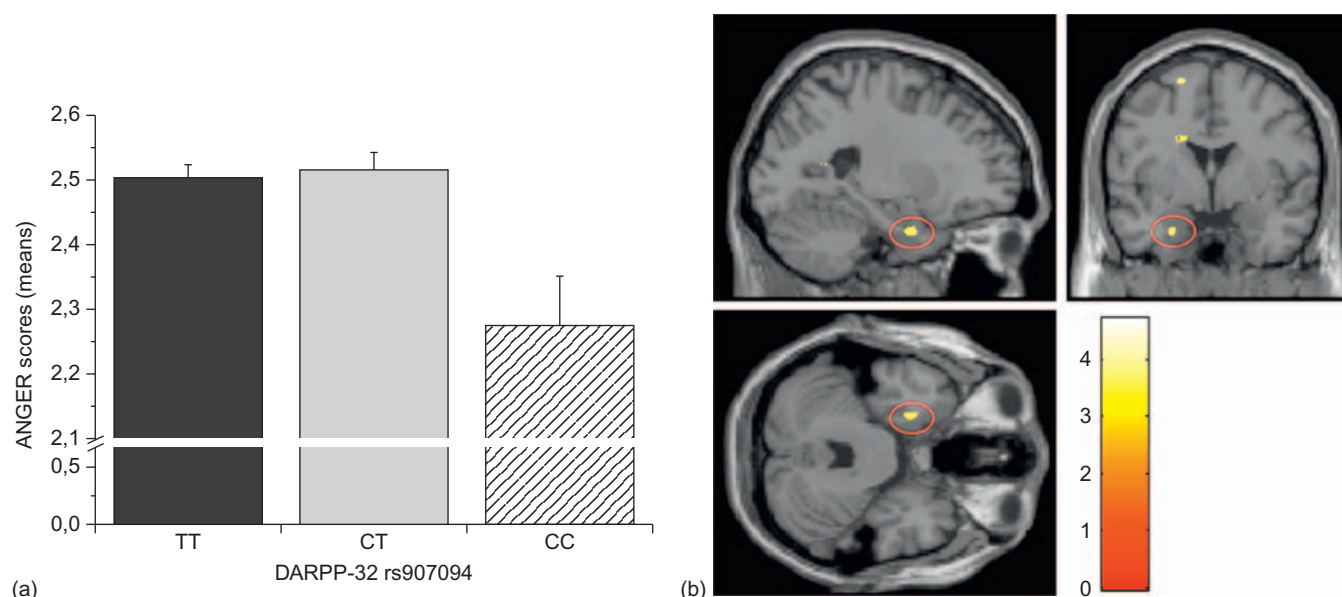 2,6
2,5
2,4
2,3
2,2
2,1
0,5
0,0
ANGER scores (means)
TT CT CC
DARPP-32 rs907094
(a)
(b)
4
3
2
1
0